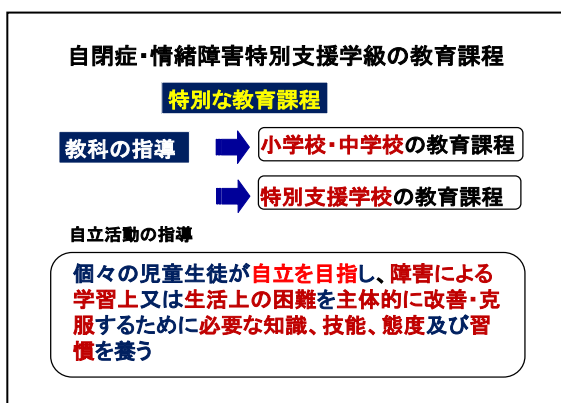 自閉症・情緒障害特別支援学級の教育課程
特別な教育課程
教科の指導
小学校・中学校の教育課程
特別支援学校の教育課程
自立活動の指導
個々の児童生徒が自立を目指し、障害による
学習上又は生活上の困難を主体的に改善・克
服するために必要な知識、技能、態度及び習
慣を養う